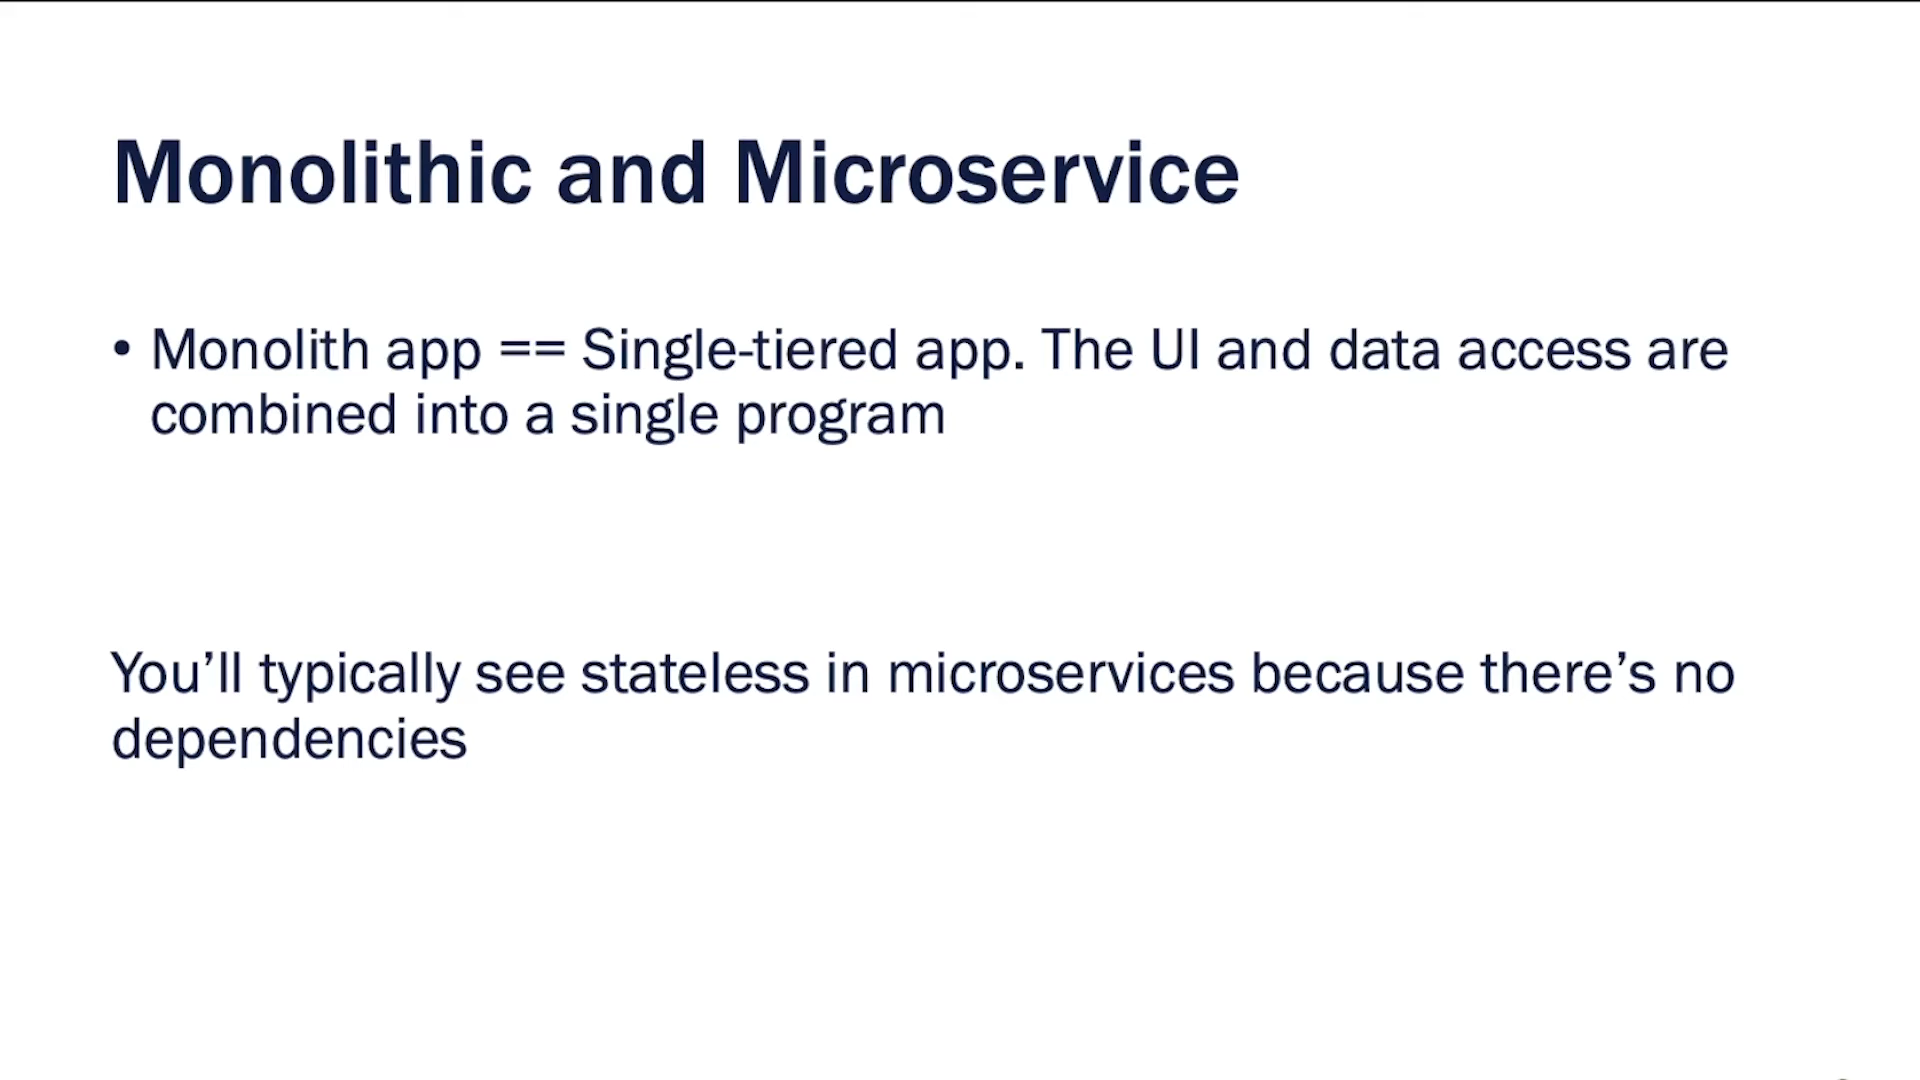 Monolithic and Microservice
• Monolith app == Single-tiered app. The UI and data access are
combined into a single program
You’ll typically see stateless in microservices because there’s no
dependencies